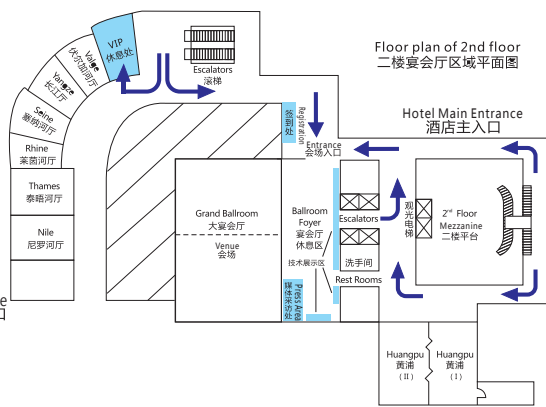 Floor plan of 2nd floor
二楼宴会厅区域平面图
VIP
休息处
Valge
伏尔加河厅
Yangze
长江厅
Seine
塞纳河厅
Rhine
莱茵河厅
Thames
泰晤河厅
Nile
尼罗河厅
Escalators
滚梯
签到处
Registration
Entrance
会场入口
Hotel Main Entrance
酒店主入口
Grand Ballroom
大宴会厅
Venue
会场
Ballroom
Foyer
宴会厅
休息区
技术展示区
媒体采访处
Press Area
Escalators
洗手间
Rest Rooms
观光电梯
2nd Floor
Mezzanine
二楼平台
Huangpu
黄浦
(II)
Huangpu
黄浦
(I)